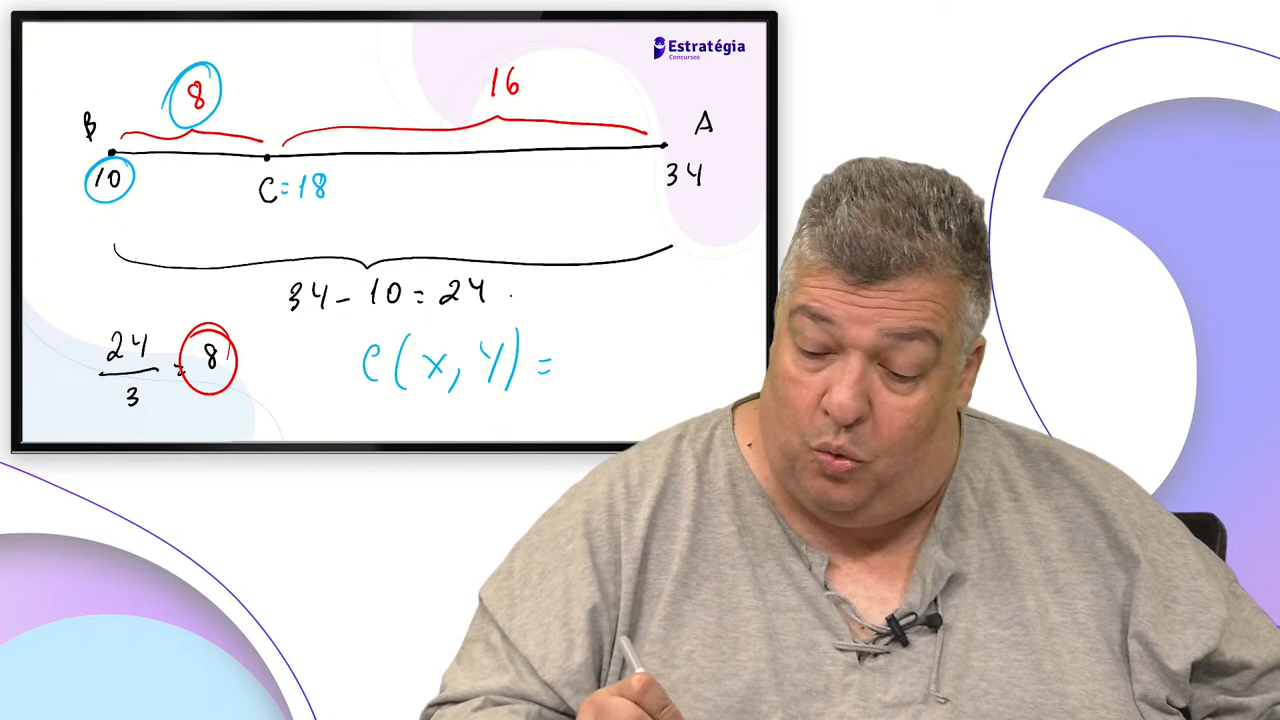 Estratégia
Concursos
8
16
B
A
10
C=18
34
34-10=24
24/3=8
C(x,y)=